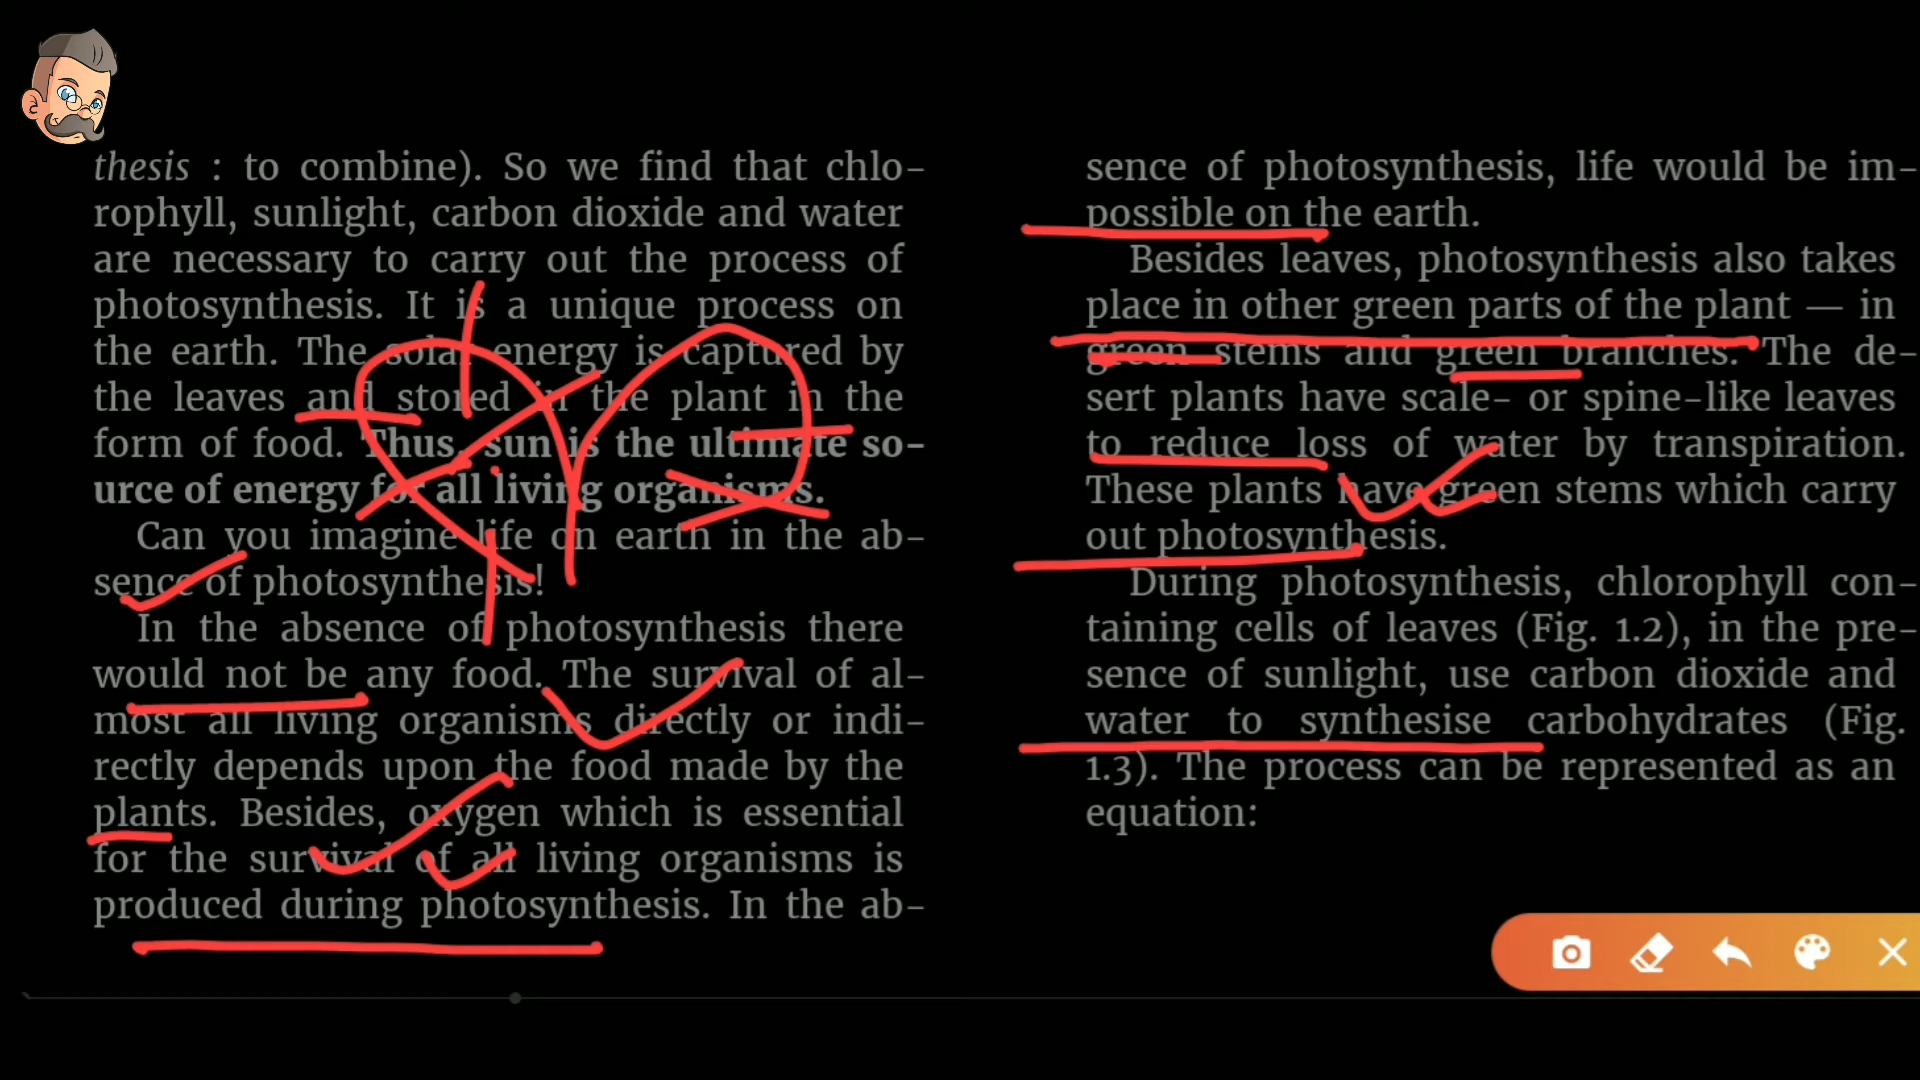 thesis : to combine). So we find that chlo-
rophyll, sunlight, carbon dioxide and water
are necessary to carry out the process of
photosynthesis. It is a unique process on
the earth. The solar energy is captured by
the leaves and stored in the plant in the
form of food. Thus, sun is the ultimate so-
urce of energy for all living organisms.
Can you imagine life on earth in the ab-
sence of photosynthesis!
In the absence of photosynthesis there
would not be any food. The survival of al-
most all living organisms directly or indi-
rectly depends upon the food made by the
plants. Besides, oxygen which is essential
for the survival of all living organisms is
produced during photosynthesis. In the ab-
sence of photosynthesis, life would be im-
possible on the earth.
Besides leaves, photosynthesis also takes
place in other green parts of the plant — in
green stems and green branches. The de-
sert plants have scale- or spine-like leaves
to reduce loss of water by transpiration.
These plants have green stems which carry
out photosynthesis.
During photosynthesis, chlorophyll con-
taining cells of leaves (Fig. 1.2), in the pre-
sence of sunlight, use carbon dioxide and
water to synthesise carbohydrates (Fig.
1.3). The process can be represented as an
equation: